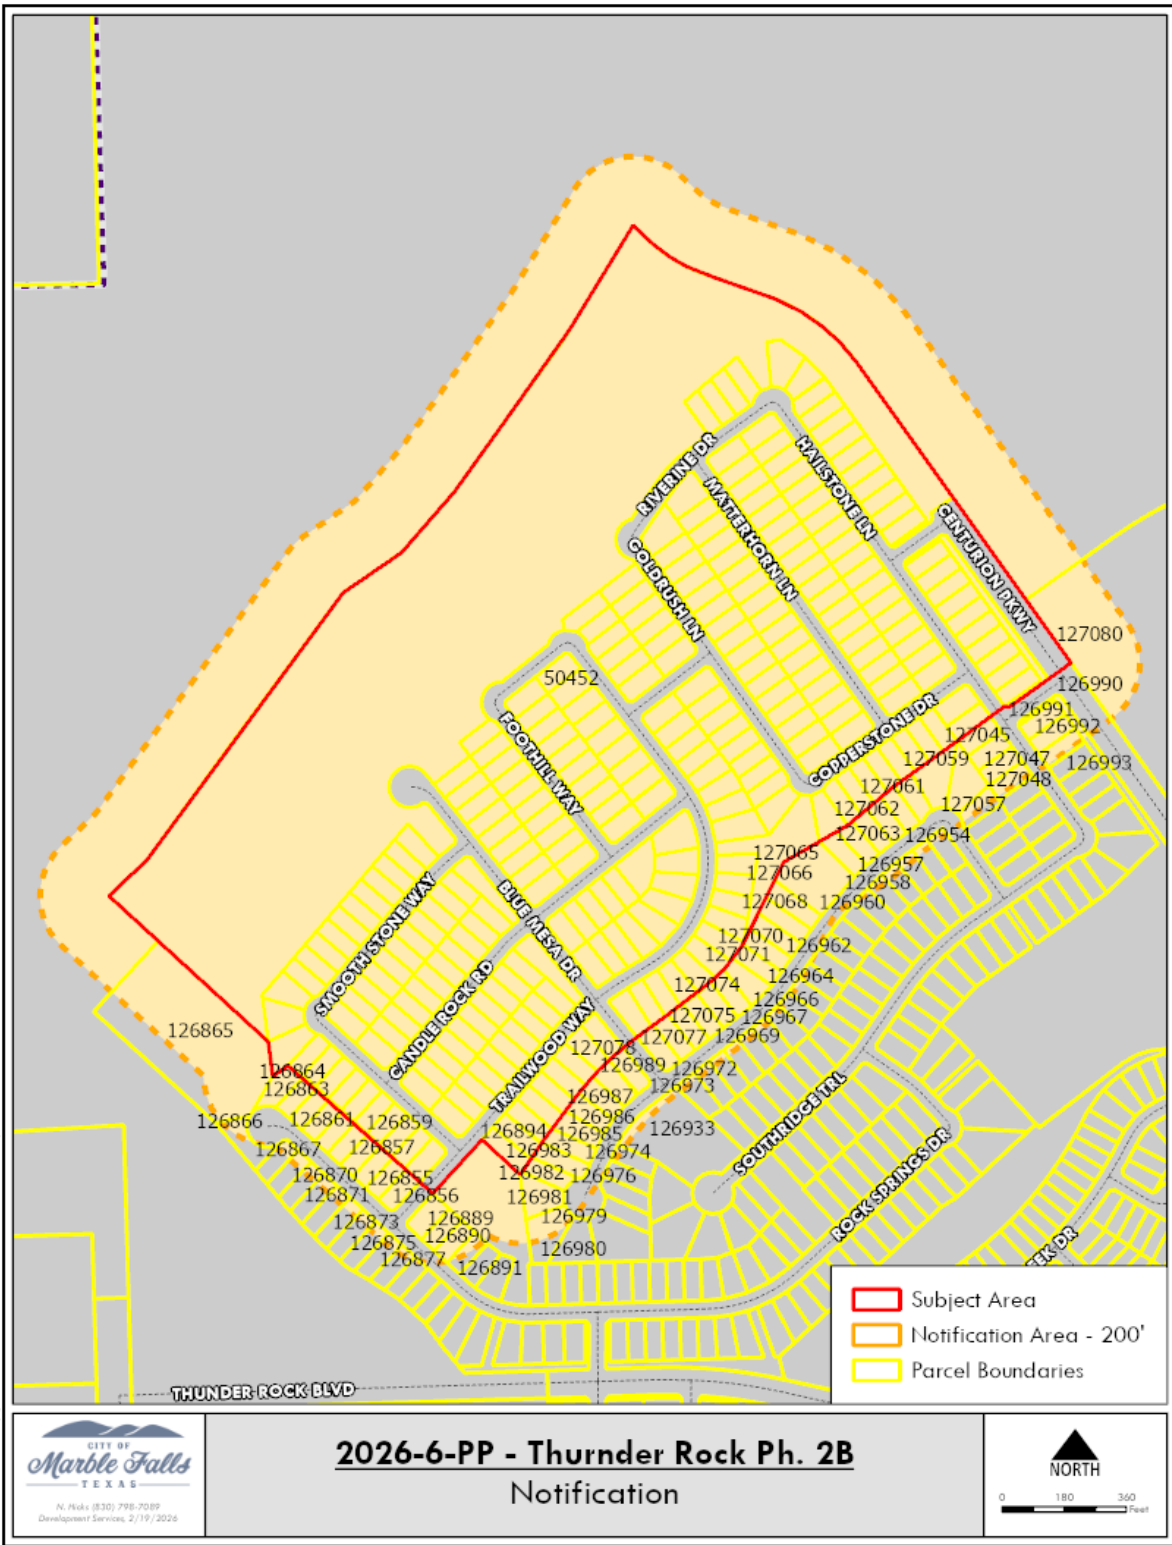 RIVERINE DR
HAILSTONE LN
MATTERHORN LN
CENTURION PKWY
GOLDRUSH LN
127080
50452
126990
126991
126992
FOOTHILL WAY
COPPERSTONE DR
127045
127059
127047
126993
127048
127061
127057
127062
127063
126954
127065
126957
127066
126958
127068
126960
SMOOTH STONE WAY
BLUE MESA DR
127070
126962
127071
CANDLE ROCK RD
127074
126964
126966
TRAILWOOD WAY
127075
126967
126865
127077
126969
127078
126989
126972
126864
126863
126973
126987
126866
126861
126859
126986
126894
126985
126933
SOUTHRIDGE TRL
126867
126857
126983
126974
126870
126855
126982
126976
126871
126856
126981
ROCK SPRINGS DR
126873
126889
126979
126890
126875
126980
126877
126891
EEK DR
THUNDER ROCK BLVD
Subject Area
Notification Area - 200'
Parcel Boundaries
CITY OF
Marble Falls
TEXAS
N. Hicks (830) 798-7089
Development Services, 2/19/2026
2026-6-PP - Thurnder Rock Ph. 2B
Notification
NORTH
0 180 360
Feet